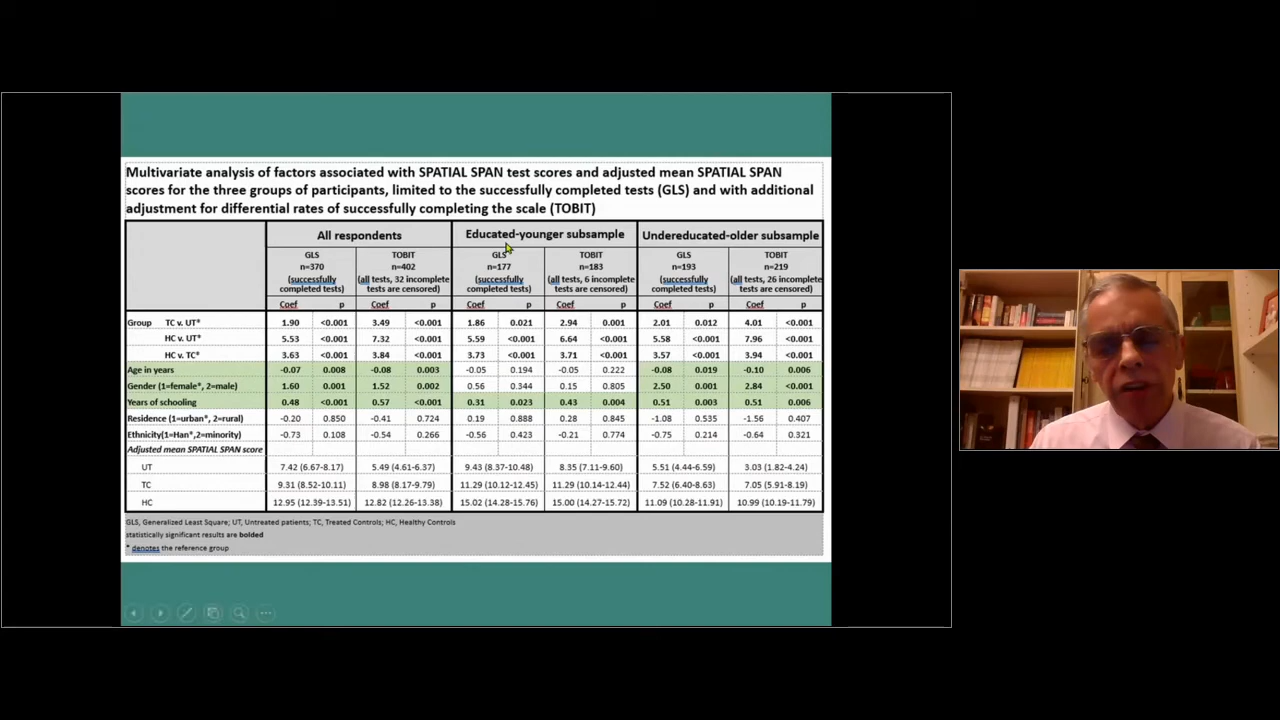 Multivariate analysis of factors associated with SPATIAL SPAN test scores and adjusted mean SPATIAL SPAN
scores for the three groups of participants, limited to the successfully completed tests (GLS) and with additional
adjustment for differential rates of successfully completing the scale (TOBIT)
All respondents Educated-younger subsample Undereducated-older subsample
GLS TOBIT GLS TOBIT GLS TOBIT
n=370 n=402 n=177 n=183 n=193 n=219
(successfully (all tests, 32 incomplete (successfully (all tests, 6 incomplete (successfully (all tests, 26 incomplete
completed tests) tests are censored) completed tests) tests are censored) completed tests) tests are censored)
Coef p Coef p Coef p Coef p Coef p Coef p
Group TC v. UT* 1.90 <0.001 3.49 <0.001 1.86 0.021 2.94 0.001 2.01 0.012 4.01 <0.001
HC v. UT* 5.53 <0.001 7.32 <0.001 5.59 <0.001 6.64 <0.001 5.58 <0.001 7.96 <0.001
HC v. TC* 3.63 <0.001 3.84 <0.001 3.73 <0.001 3.71 <0.001 3.57 <0.001 3.94 <0.001
Age in years -0.07 0.008 -0.08 0.003 -0.05 0.194 -0.05 0.222 -0.08 0.019 -0.10 0.006
Gender (1=female*, 2=male) 1.60 0.001 1.52 0.002 0.56 0.344 0.15 0.805 2.50 0.001 2.84 <0.001
Years of schooling 0.48 <0.001 0.57 <0.001 0.31 0.023 0.43 0.004 0.51 0.003 0.51 0.006
Residence (1=urban*, 2=rural) -0.20 0.850 -0.41 0.724 0.19 0.888 0.28 0.845 -1.08 0.535 -1.56 0.407
Ethnicity(1=Han*,2=minority) -0.73 0.108 -0.54 0.266 -0.56 0.423 -0.21 0.774 -0.75 0.214 -0.64 0.321
Adjusted mean SPATIAL SPAN score
UT 7.42 (6.67-8.17) 5.49 (4.61-6.37) 9.43 (8.37-10.48) 8.35 (7.11-9.60) 5.51 (4.44-6.59) 3.03 (1.82-4.24)
TC 9.31 (8.52-10.11) 8.98 (8.17-9.79) 11.29 (10.12-12.45) 11.29 (10.14-12.44) 7.52 (6.40-8.63) 7.05 (5.91-8.19)
HC 12.95 (12.39-13.51) 12.82 (12.26-13.38) 15.02 (14.28-15.76) 15.00 (14.27-15.72) 11.09 (10.28-11.91) 10.99 (10.19-11.79)
GLS, Generalized Least Square; UT, Untreated patients; TC, Treated Controls; HC, Healthy Controls
statistically significant results are bolded
* denotes the reference group